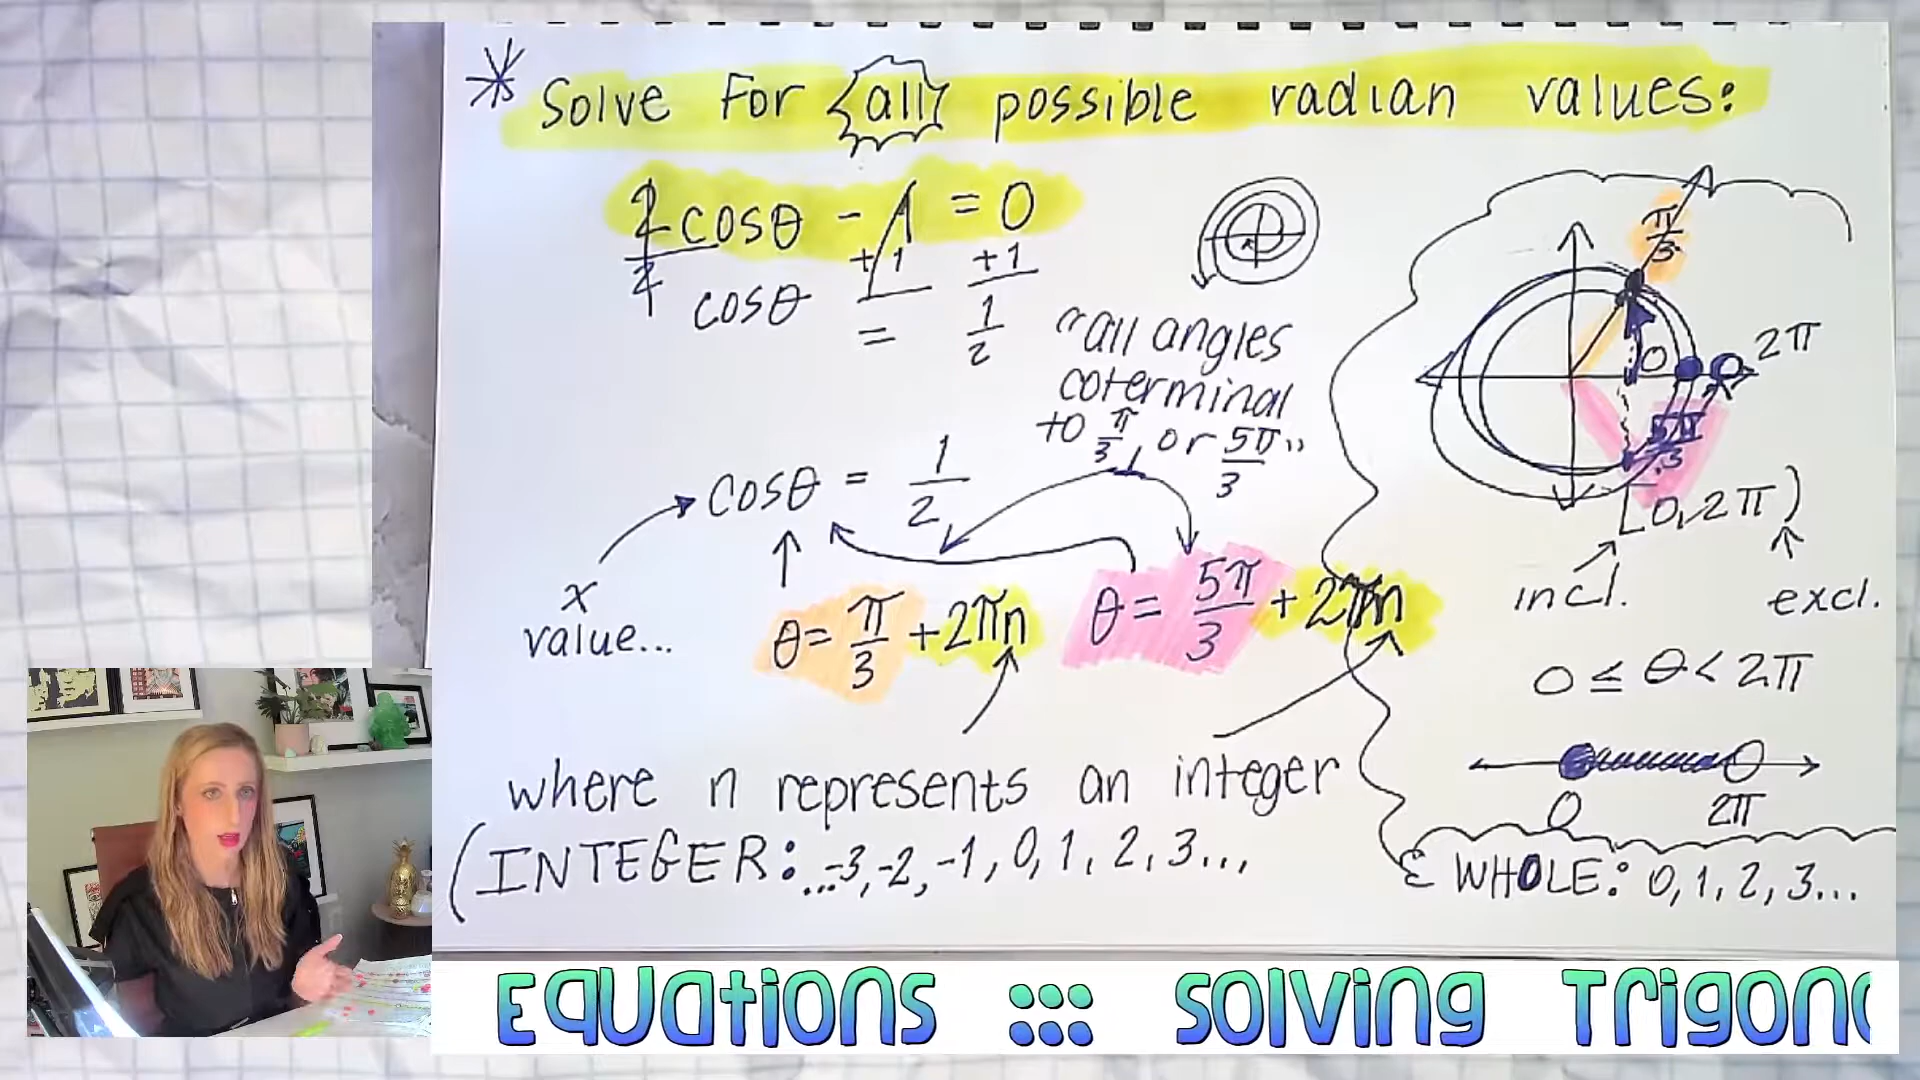 * Solve for all possible radian values:
2cosθ - 1 = 0
+1 +1
2
cosθ = 1/2
"all angles
coterminal
to π/3 or 5π/3"
cosθ = 1/2
x
value...
θ = π/3 + 2πn
θ = 5π/3 + 2πn
where n represents an integer
(INTEGER: ...-3, -2, -1, 0, 1, 2, 3...,
π/3
0
2π
5π/3
[0, 2π)
incl. excl.
0 ≤ θ < 2π
0 2π
& WHOLE: 0, 1, 2, 3...
Equations ::: Solving Trigono